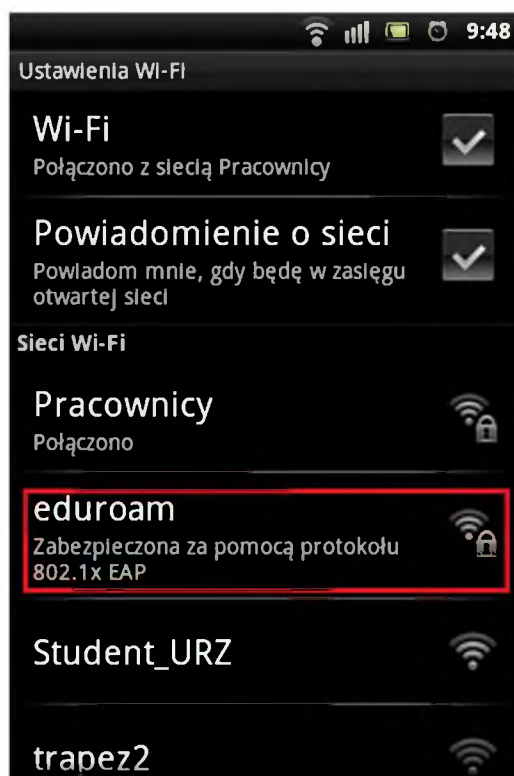 9:48
Ustawienia Wi-Fi
Wi-Fi
Połączono z siecią Pracownicy
Powiadomienie o sieci
Powiadom mnie, gdy będę w zasięgu
otwartej sieci
Sieci Wi-Fi
Pracownicy
Połączono
eduroam
Zabezpieczona za pomocą protokołu
802.1x EAP
Student_URZ
trapez2